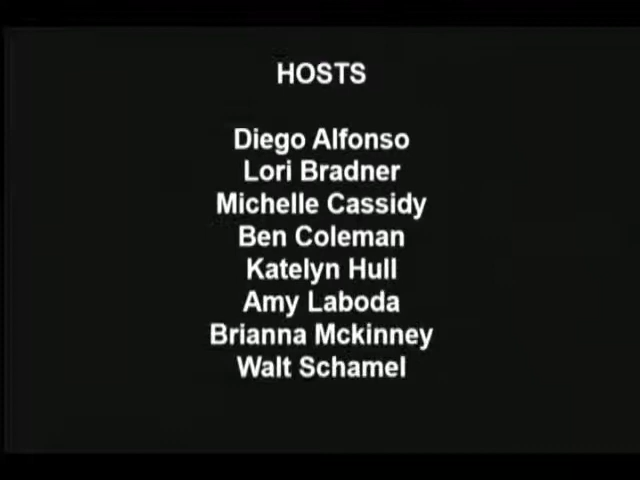 HOSTS
Diego Alfonso
Lori Bradner
Michelle Cassidy
Ben Coleman
Katelyn Hull
Amy Laboda
Brianna Mckinney
Walt Schamel